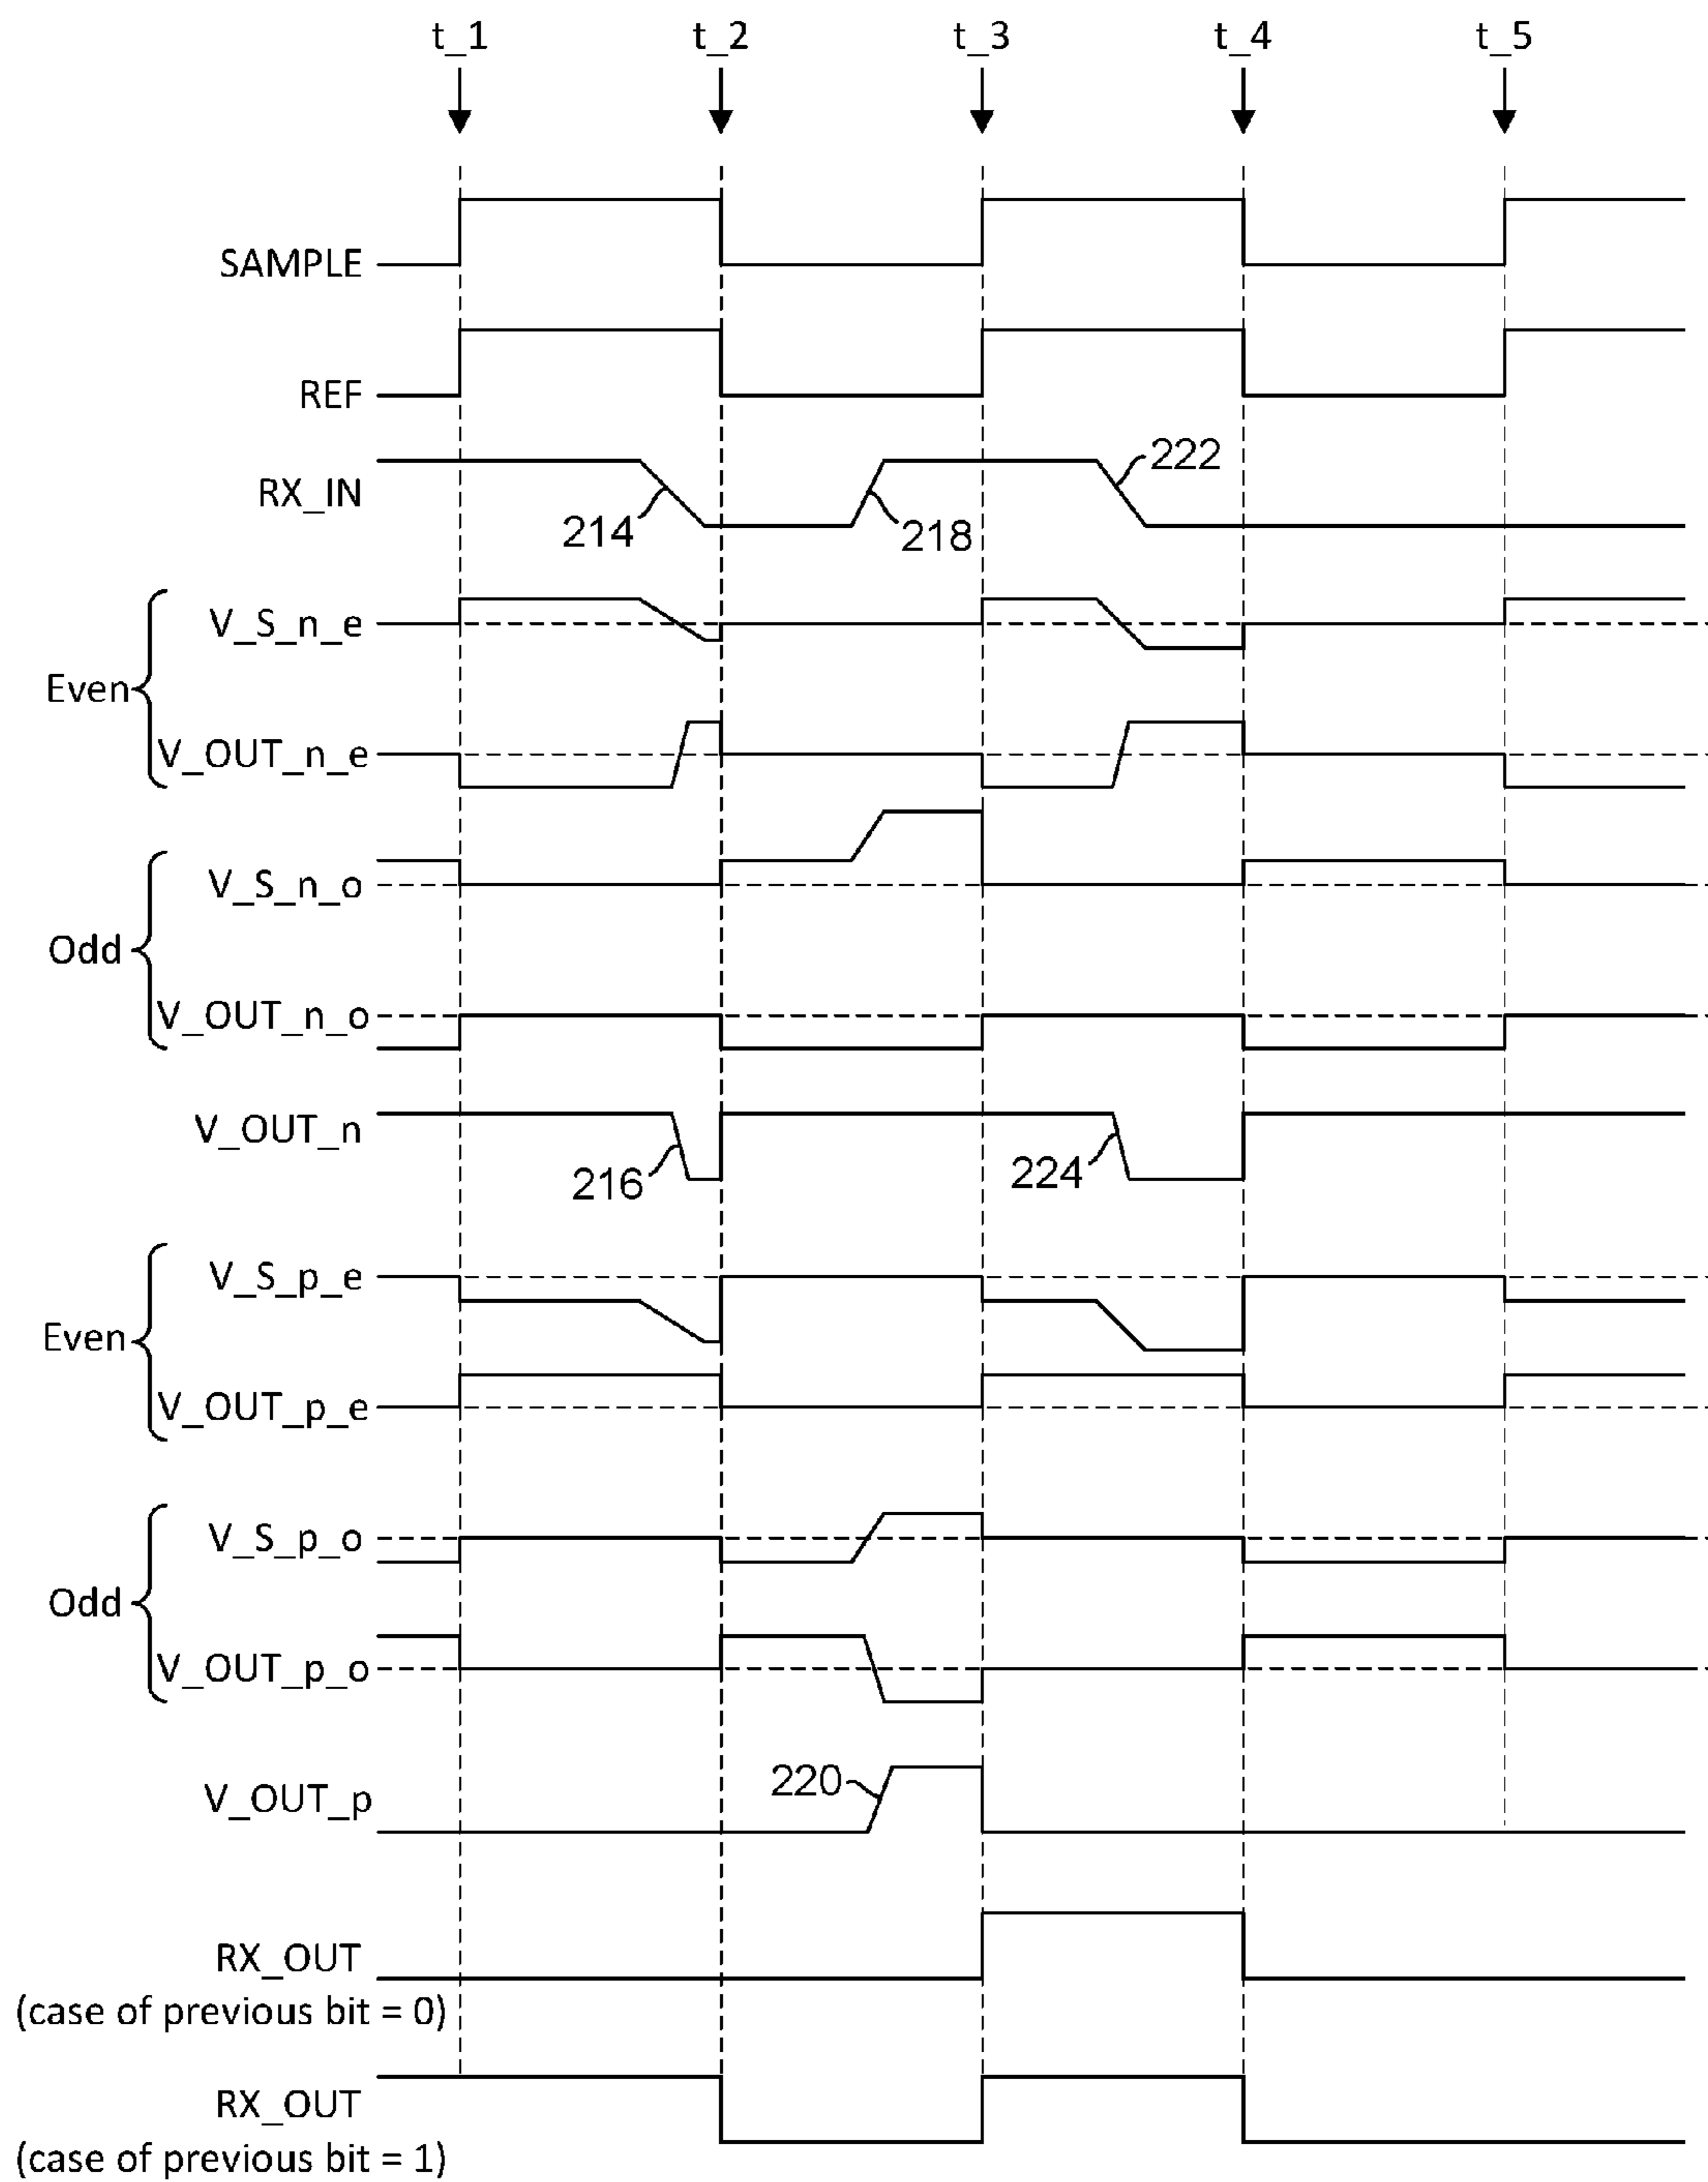 t_1 t_2 t_3 t_4 t_5
SAMPLE
REF
RX_IN
214
218
222
Even
V_S_n_e
V_OUT_n_e
Odd
V_S_n_o
V_OUT_n_o
V_OUT_n
216
224
Even
V_S_p_e
V_OUT_p_e
Odd
V_S_p_o
V_OUT_p_o
V_OUT_p
220
RX_OUT
(case of previous bit = 0)
RX_OUT
(case of previous bit = 1)